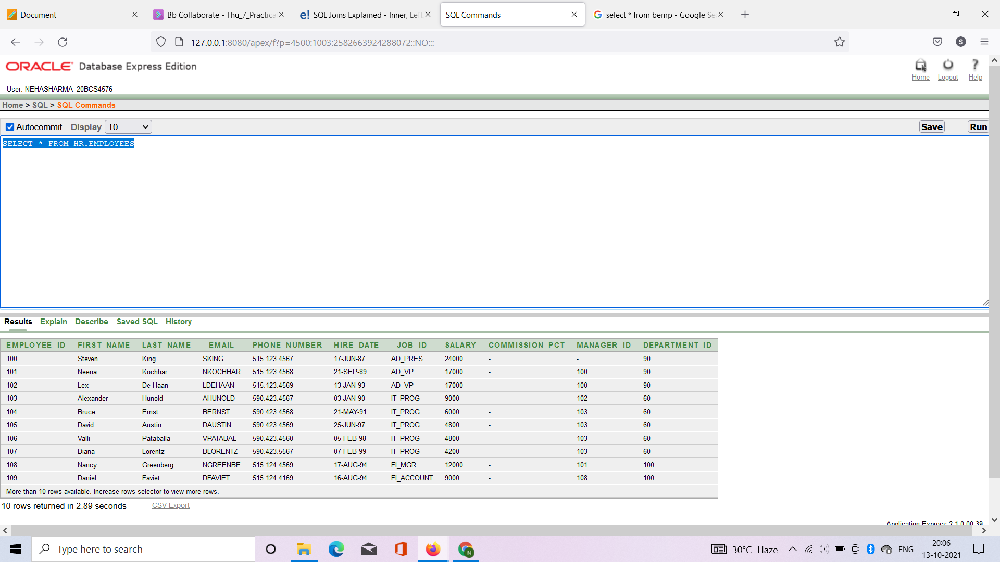 Document
Bb Collaborate - Thu_7_Practica
e! SQL Joins Explained - Inner, Left
SQL Commands
select * from bemp - Google Se
127.0.0.1:8080/apex/f?p=4500:1003:2582663924288072::NO:::
S
ORACLE Database Express Edition
Home Logout Help
User: NEHASHARMA_20BCS4576
Home > SQL > SQL Commands
Autocommit Display 10 Save Run
SELECT * FROM HR.EMPLOYEES
Results Explain Describe Saved SQL History
EMPLOYEE_ID FIRST_NAME LAST_NAME EMAIL PHONE_NUMBER HIRE_DATE JOB_ID SALARY COMMISSION_PCT MANAGER_ID DEPARTMENT_ID
100 Steven King SKING 515.123.4567 17-JUN-87 AD_PRES 24000 - - 90
101 Neena Kochhar NKOCHHAR 515.123.4568 21-SEP-89 AD_VP 17000 - 100 90
102 Lex De Haan LDEHAAN 515.123.4569 13-JAN-93 AD_VP 17000 - 100 90
103 Alexander Hunold AHUNOLD 590.423.4567 03-JAN-90 IT_PROG 9000 - 102 60
104 Bruce Ernst BERNST 590.423.4568 21-MAY-91 IT_PROG 6000 - 103 60
105 David Austin DAUSTIN 590.423.4569 25-JUN-97 IT_PROG 4800 - 103 60
106 Valli Pataballa VPATABAL 590.423.4560 05-FEB-98 IT_PROG 4800 - 103 60
107 Diana Lorentz DLORENTZ 590.423.5567 07-FEB-99 IT_PROG 4200 - 103 60
108 Nancy Greenberg NGREENBE 515.124.4569 17-AUG-94 FI_MGR 12000 - 101 100
109 Daniel Faviet DFAVIET 515.124.4169 16-AUG-94 FI_ACCOUNT 9000 - 108 100
More than 10 rows available. Increase rows selector to view more rows.
10 rows returned in 2.89 seconds CSV Export
Application Express 2.1.0.00.39
Type here to search
N
30°C Haze
ENG
20:06
13-10-2021